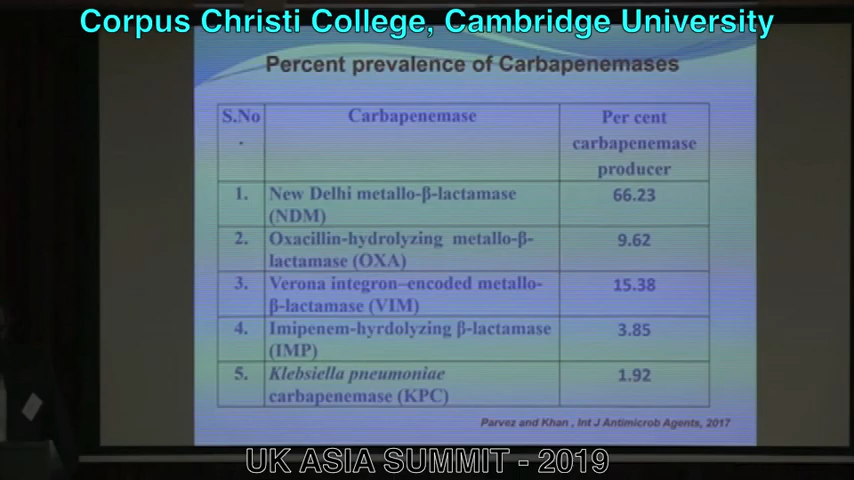 Corpus Christi College, Cambridge University
Percent prevalence of Carbapenemases
S.No
.
Carbapenemase
Per cent
carbapenemase
producer
1.
New Delhi metallo-β-lactamase
(NDM)
66.23
2.
Oxacillin-hydrolyzing metallo-β-
lactamase (OXA)
9.62
3.
Verona integron–encoded metallo-
β-lactamase (VIM)
15.38
4.
Imipenem-hyrdolyzing β-lactamase
(IMP)
3.85
5.
Klebsiella pneumoniae
carbapenemase (KPC)
1.92
Parvez and Khan , Int J Antimicrob Agents, 2017
UK ASIA SUMMIT - 2019